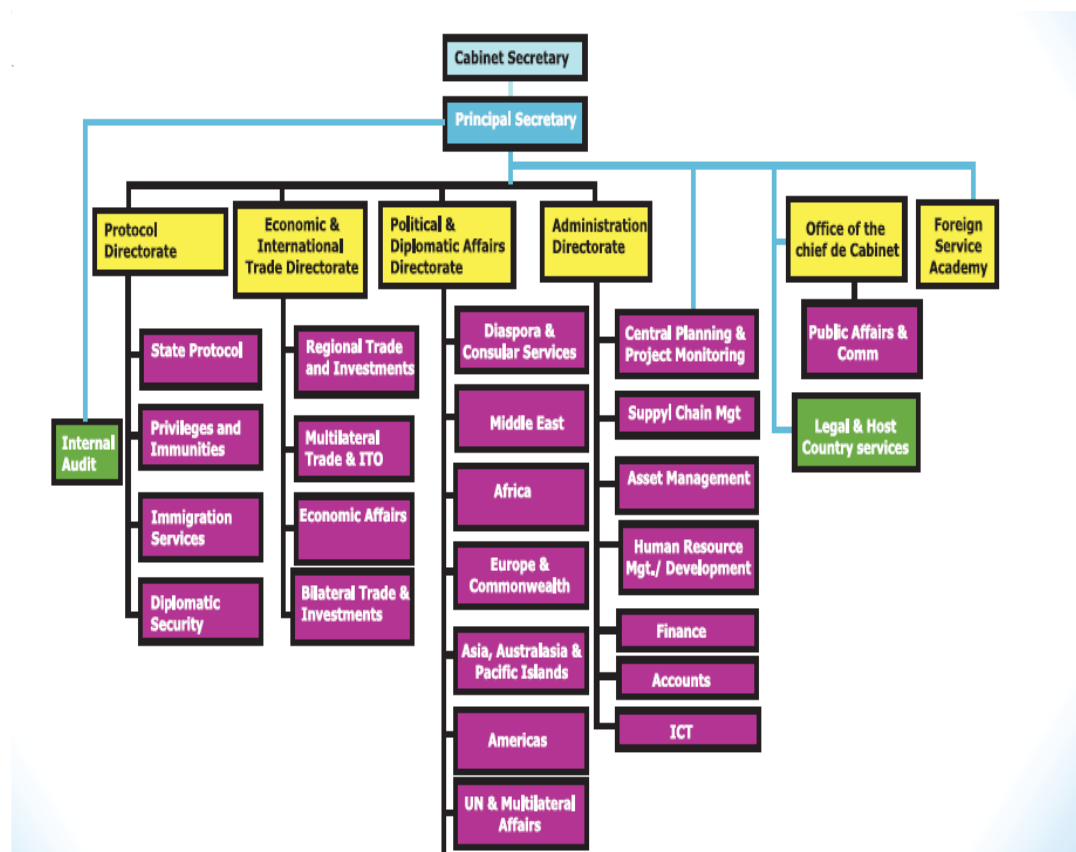 Cabinet Secretary
Principal Secretary
Protocol
Directorate
Economic &
International
Trade Directorate
Political &
Diplomatic Affairs
Directorate
Administration
Directorate
Office of the
chief de Cabinet
Foreign
Service
Academy
State Protocol
Privileges and
Immunities
Immigration
Services
Diplomatic
Security
Internal
Audit
Regional Trade
and Investments
Multilateral
Trade & ITO
Economic Affairs
Bilateral Trade &
Investments
Diaspora &
Consular Services
Middle East
Africa
Europe &
Commonwealth
Asia, Australasia &
Pacific Islands
Americas
UN & Multilateral
Affairs
Central Planning &
Project Monitoring
Suppyl Chain Mgt
Asset Management
Human Resource
Mgt./ Development
Finance
Accounts
ICT
Public Affairs &
Comm
Legal & Host
Country services